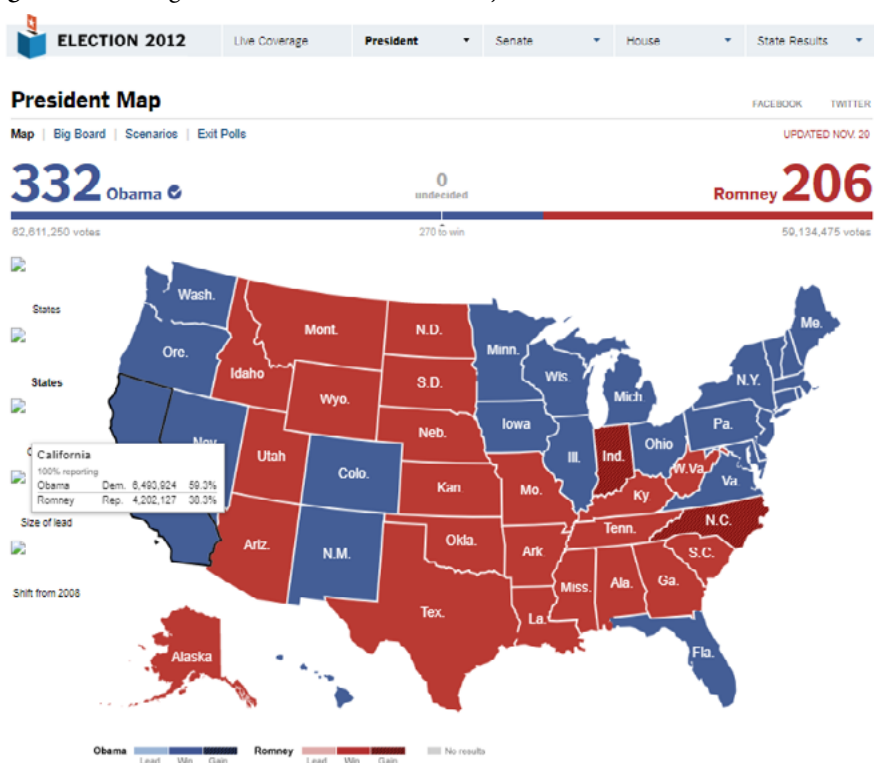 ELECTION 2012 Live Coverage President Senate House State Results
President Map
FACEBOOK TWITTER
Map | Big Board | Scenarios | Exit Polls
UPDATED NOV. 29
332 Obama
0
undecided
Romney 206
62,611,250 votes
270 to win
59,134,475 votes
States
States
Size of lead
Shift from 2008
California
100% reporting
Obama Dem. 6,493,924 59.3%
Romney Rep. 4,202,127 38.3%
Wash.
Ore.
Idaho
Mont.
Wyo.
Nev.
Utah
Colo.
Ariz.
N.M.
N.D.
S.D.
Neb.
Kan.
Okla.
Tex.
Minn.
Iowa
Mo.
Ark
La.
Wis.
Ill.
Mich
Ind.
Ohio
Ky
Tenn.
Miss.
Ala.
Ga.
Fla.
S.C.
N.C.
Va
W.Va.
Pa.
N.Y.
Me.
Alaska
Obama
Lead Win Gain
Romney
Lead Win Gain
No results